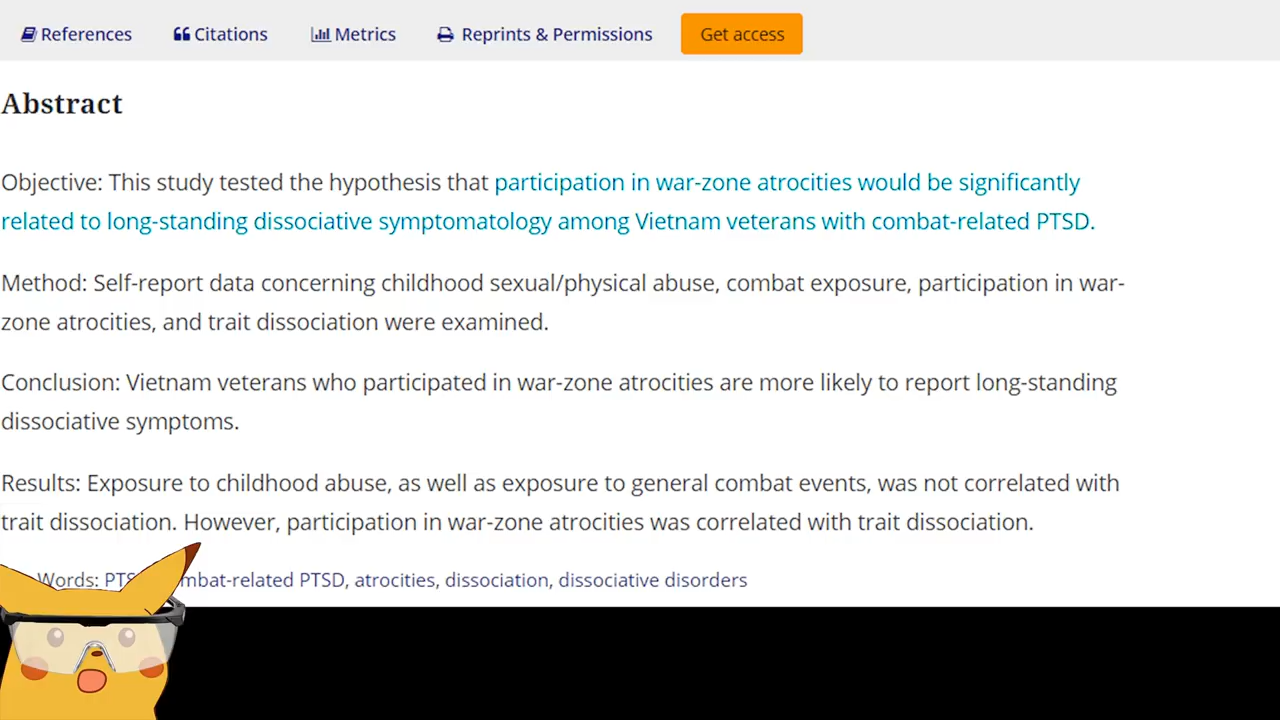 References Citations Metrics Reprints & Permissions Get access
Abstract
Objective: This study tested the hypothesis that participation in war-zone atrocities would be significantly
related to long-standing dissociative symptomatology among Vietnam veterans with combat-related PTSD.
Method: Self-report data concerning childhood sexual/physical abuse, combat exposure, participation in war-
zone atrocities, and trait dissociation were examined.
Conclusion: Vietnam veterans who participated in war-zone atrocities are more likely to report long-standing
dissociative symptoms.
Results: Exposure to childhood abuse, as well as exposure to general combat events, was not correlated with
trait dissociation. However, participation in war-zone atrocities was correlated with trait dissociation.
Words: PTS mbat-related PTSD, atrocities, dissociation, dissociative disorders